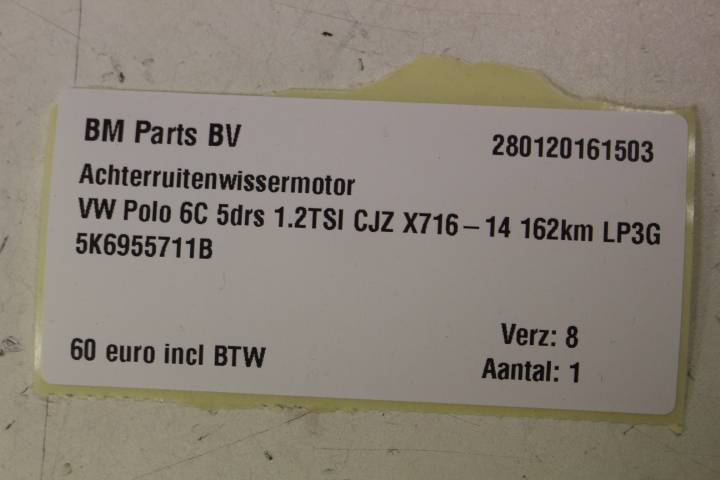 BM Parts BV 280120161503
Achterruitenwissermotor
VW Polo 6C 5drs 1.2TSI CJZ X716-14 162km LP3G
5K6955711B
Verz: 8
60 euro incl BTW
Aantal: 1